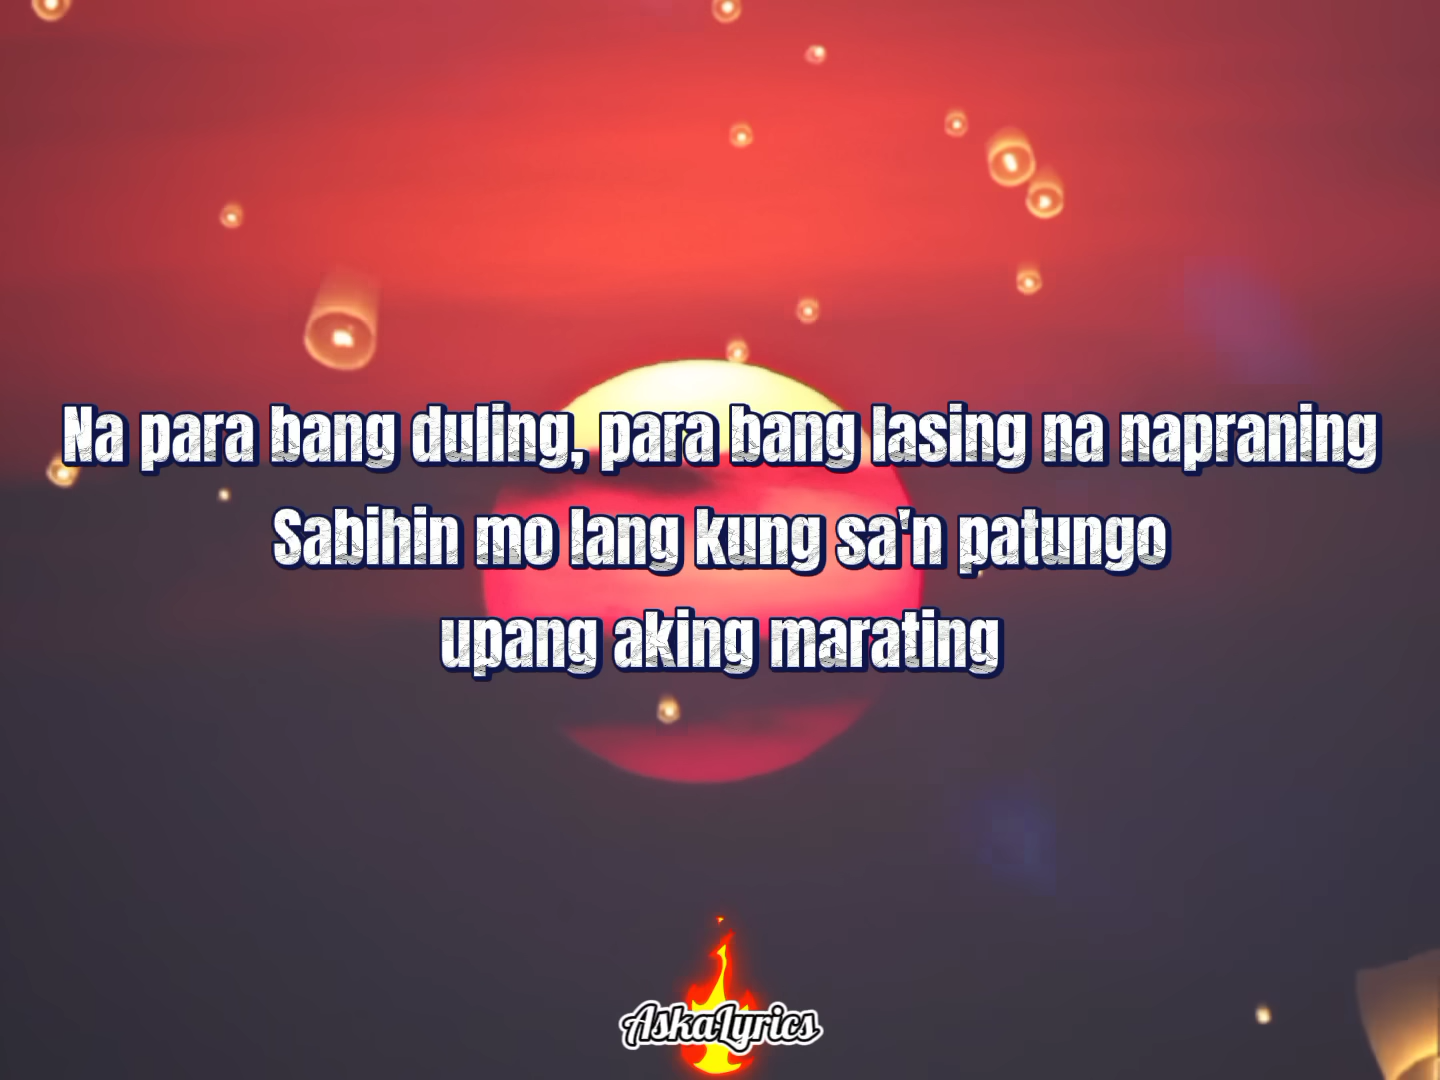 Na para bang duling, para bang lasing na napraning
Sabihin mo lang kung sa'n patungo
upang aking marating
AskaLyrics